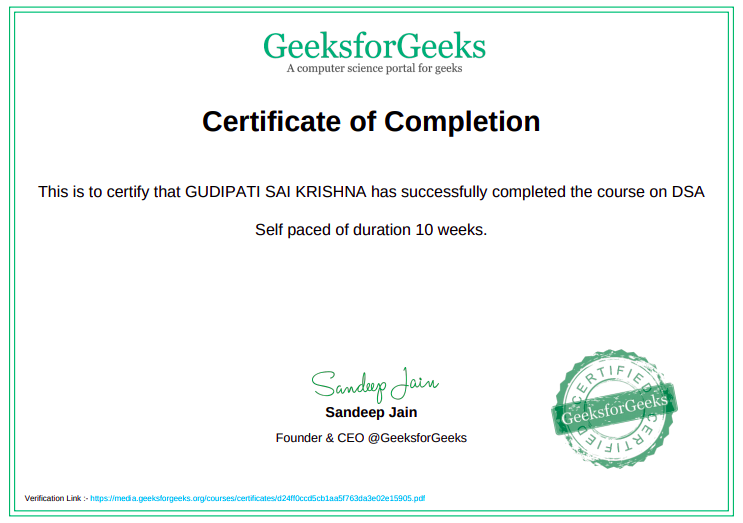 GeeksforGeeks
A computer science portal for geeks
Certificate of Completion
This is to certify that GUDIPATI SAI KRISHNA has successfully completed the course on DSA
Self paced of duration 10 weeks.
Sandeep Jain
Sandeep Jain
Founder & CEO @GeeksforGeeks
CERTIFIED
GeeksforGeeks
CERTIFIED
Verification Link :- https://media.geeksforgeeks.org/courses/certificates/d24ff0ccd5cb1aa5f763da3e02e15905.pdf